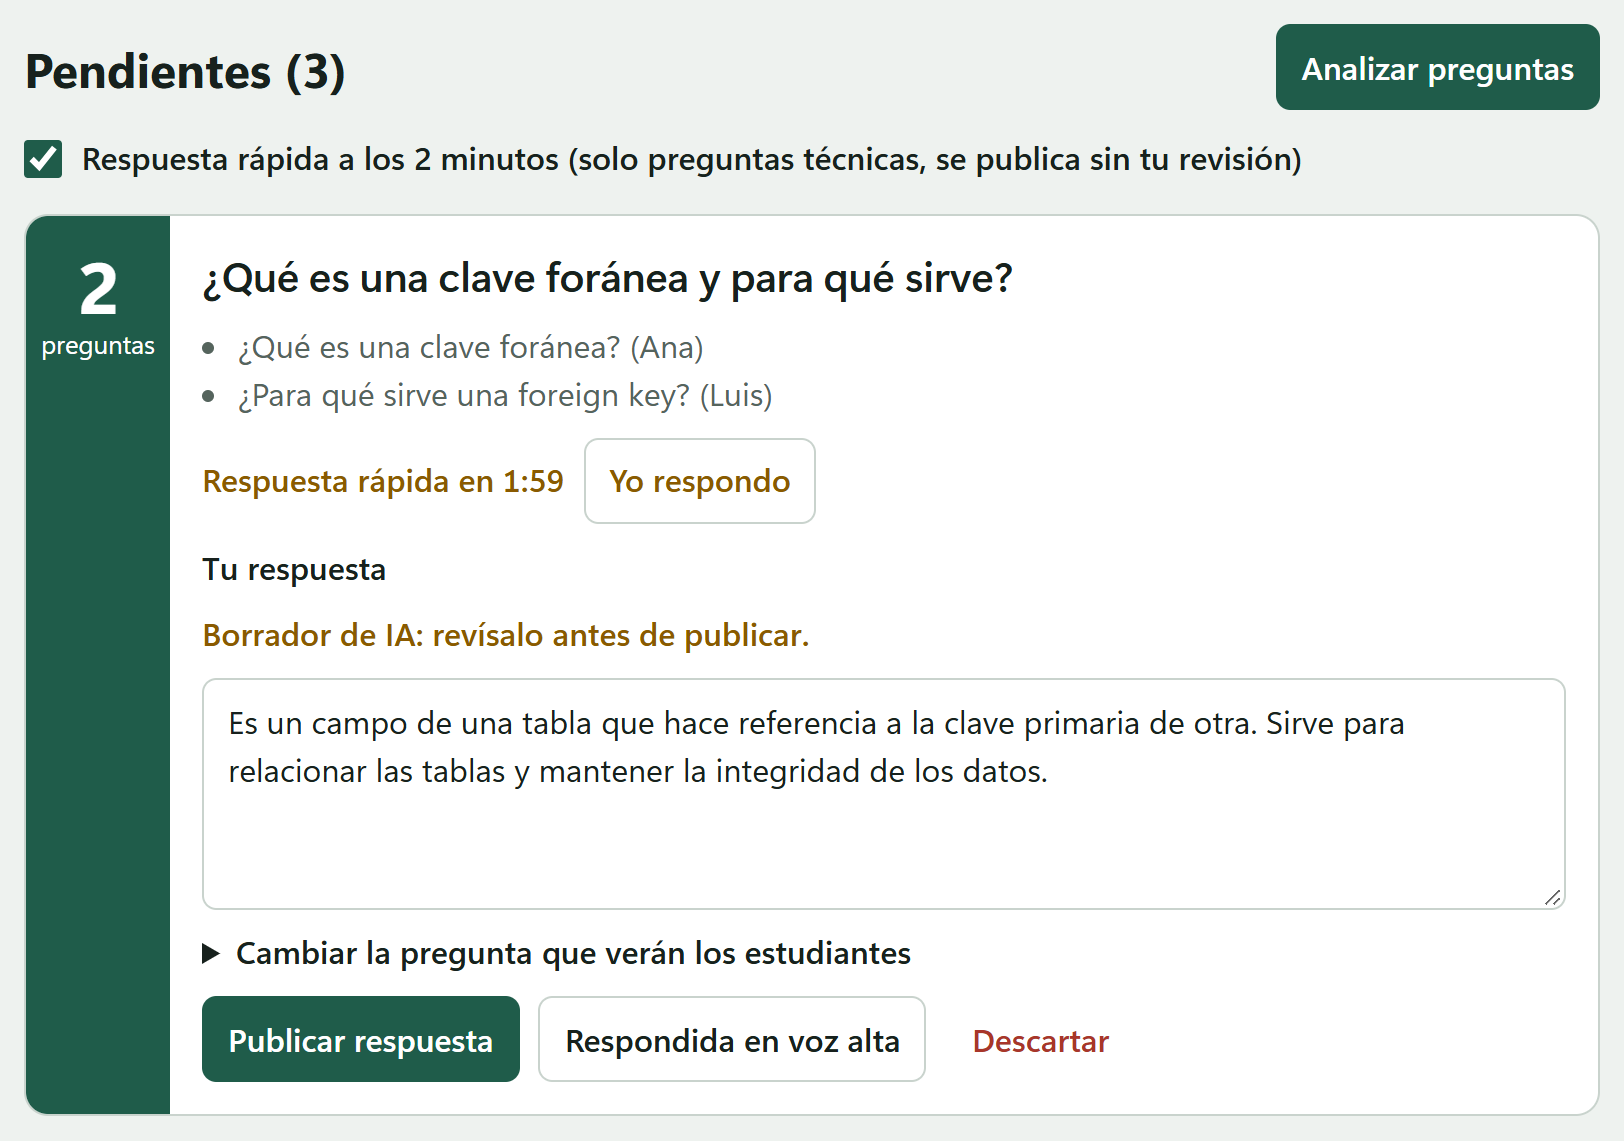 Pendientes (3)
Analizar preguntas
Respuesta rápida a los 2 minutos (solo preguntas técnicas, se publica sin tu revisión)
2
preguntas
¿Qué es una clave foránea y para qué sirve?
¿Qué es una clave foránea? (Ana)
¿Para qué sirve una foreign key? (Luis)
Respuesta rápida en 1:59
Yo respondo
Tu respuesta
Borrador de IA: revísalo antes de publicar.
Es un campo de una tabla que hace referencia a la clave primaria de otra. Sirve para
relacionar las tablas y mantener la integridad de los datos.
Cambiar la pregunta que verán los estudiantes
Publicar respuesta
Respondida en voz alta
Descartar